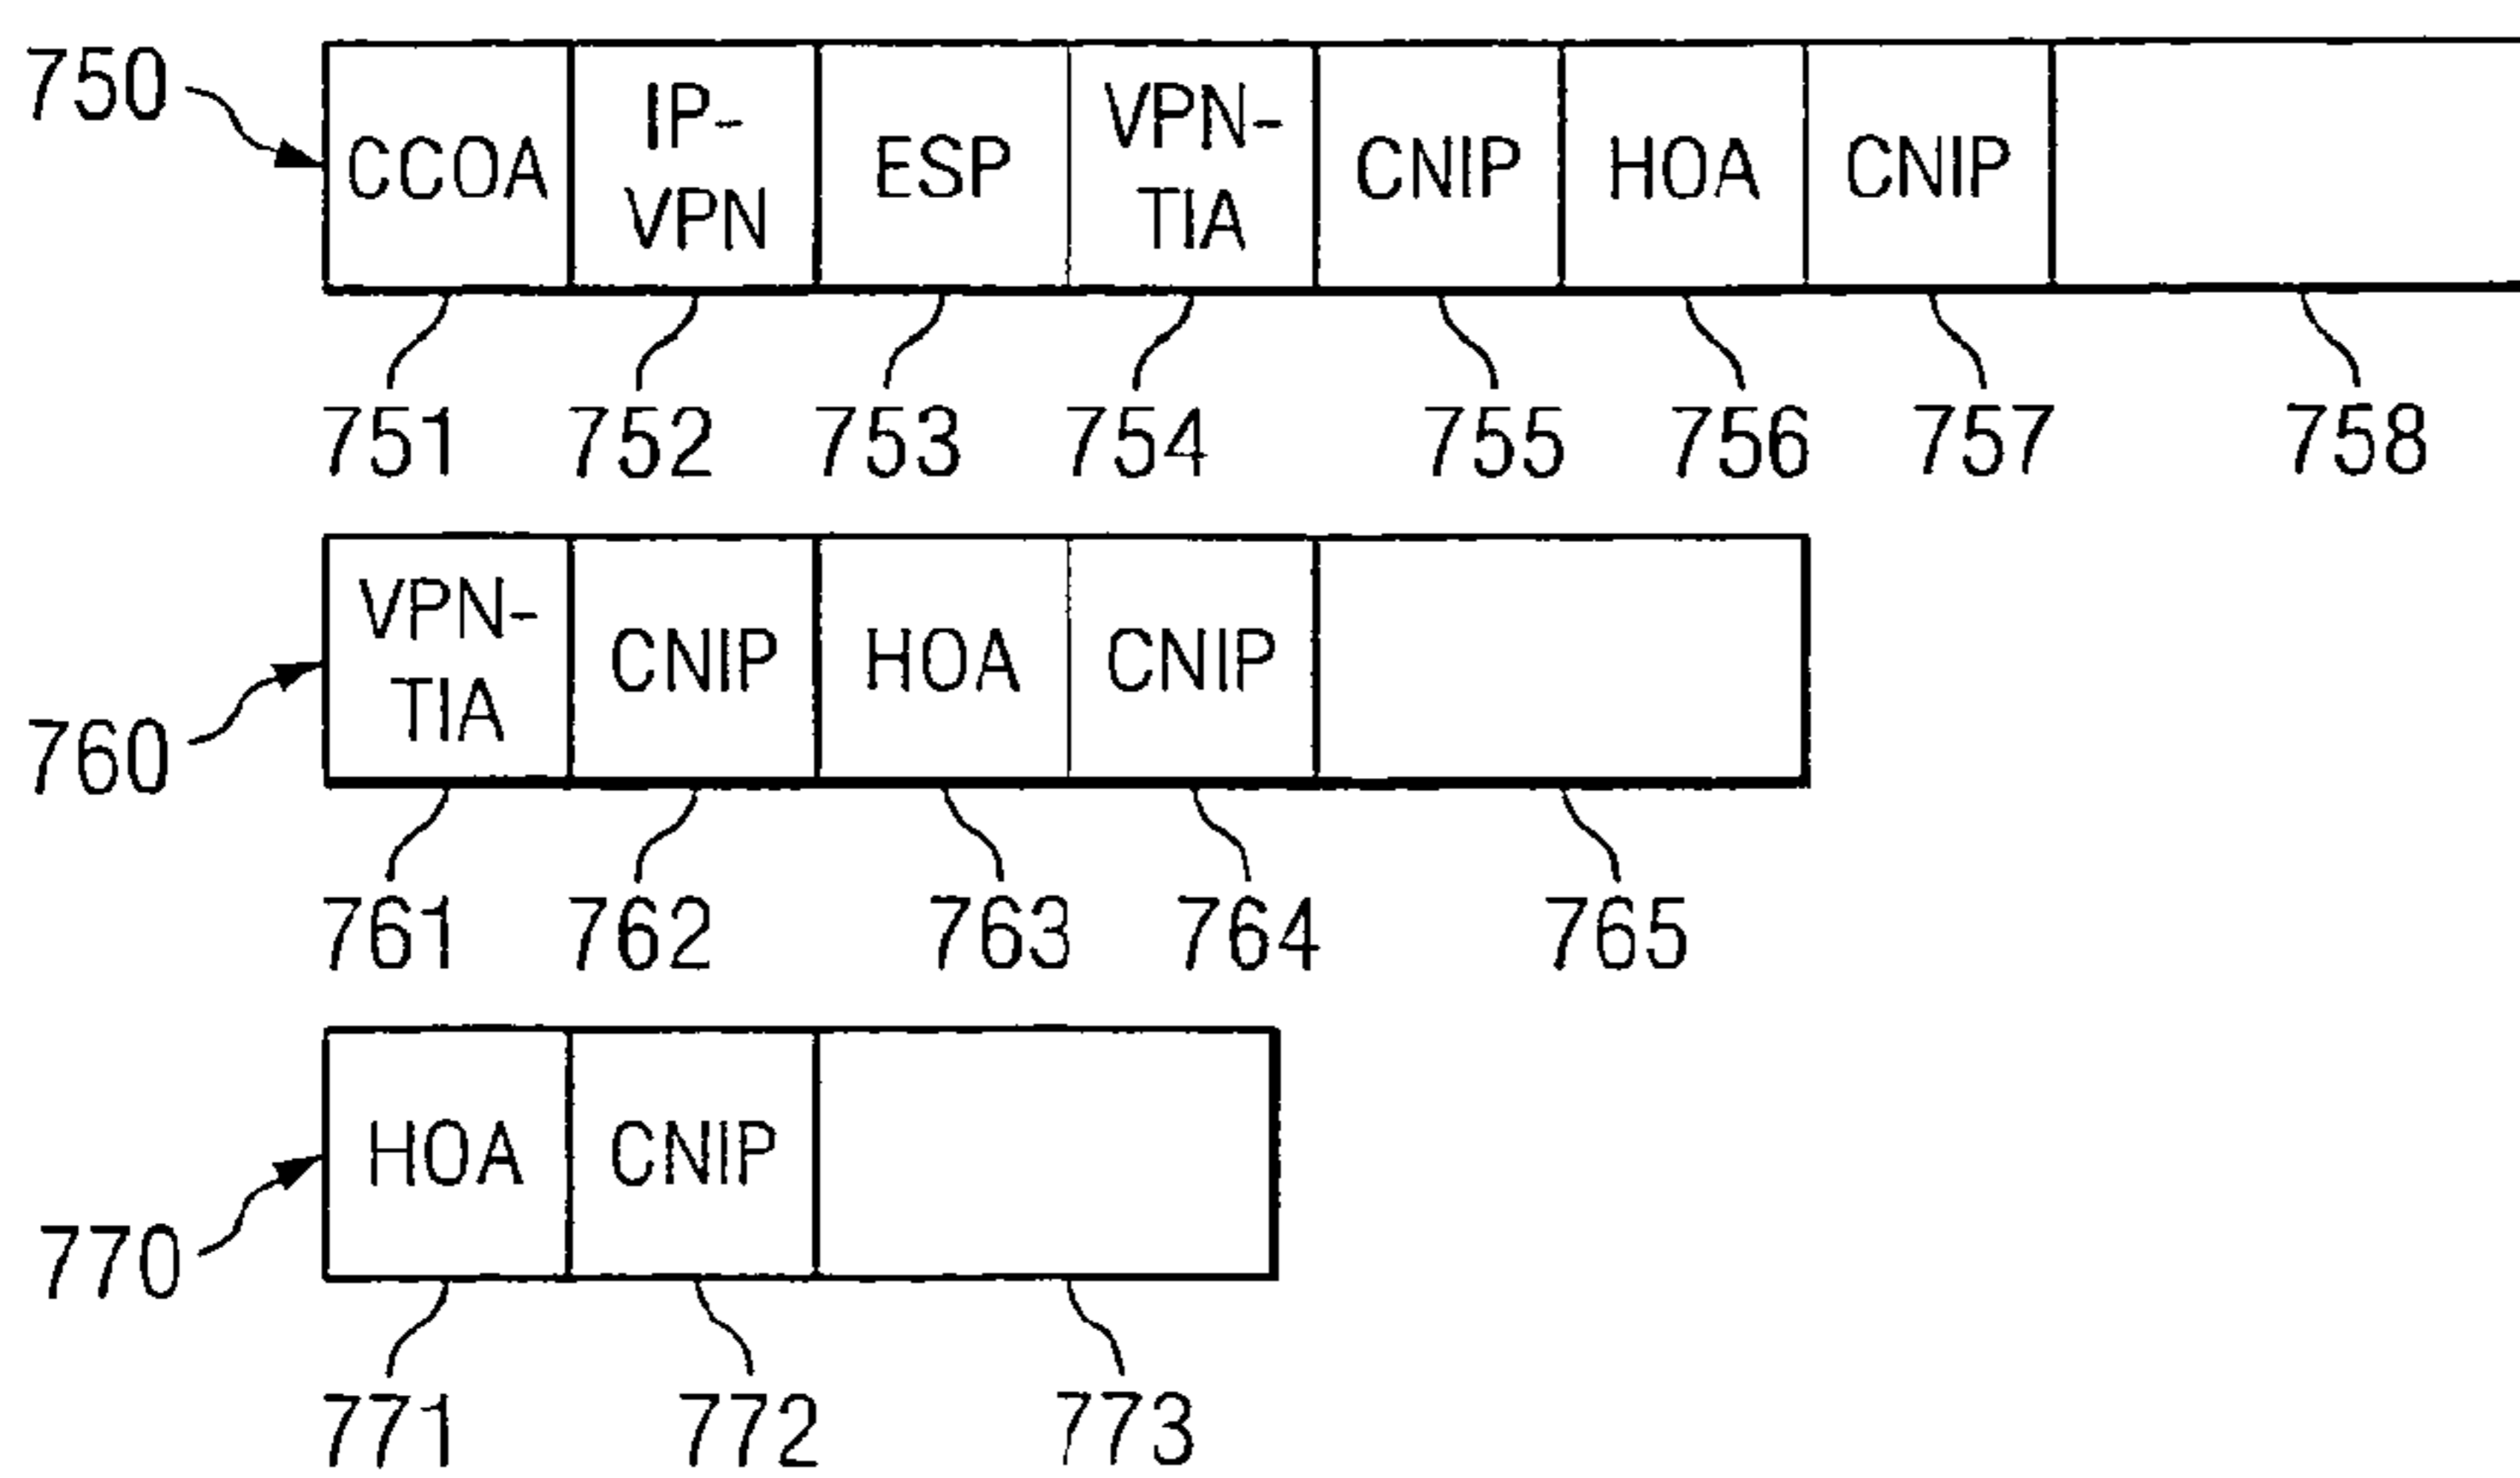 750
CCOA
IP-
VPN
ESP
VPN-
TIA
CNIP
HOA
CNIP
751 752 753 754 755 756 757 758
760
VPN-
TIA
CNIP
HOA
CNIP
761 762 763 764 765
770
HOA
CNIP
771 772 773